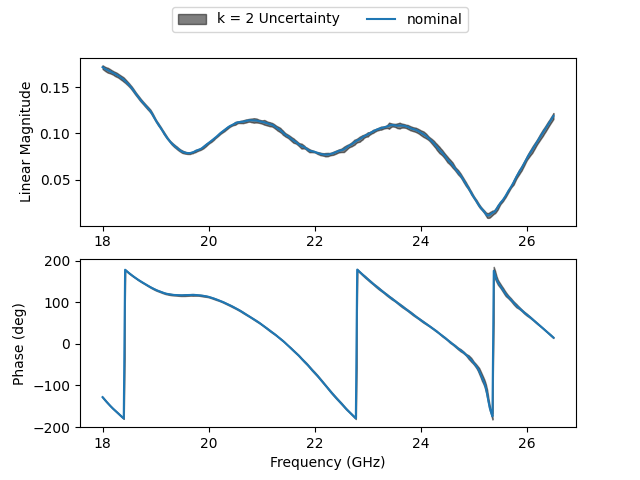 k = 2 Uncertainty nominal
0.15
0.10
0.05
Linear Magnitude
18 20 22 24 26
200
100
0
−100
−200
Phase (deg)
18 20 22 24 26
Frequency (GHz)